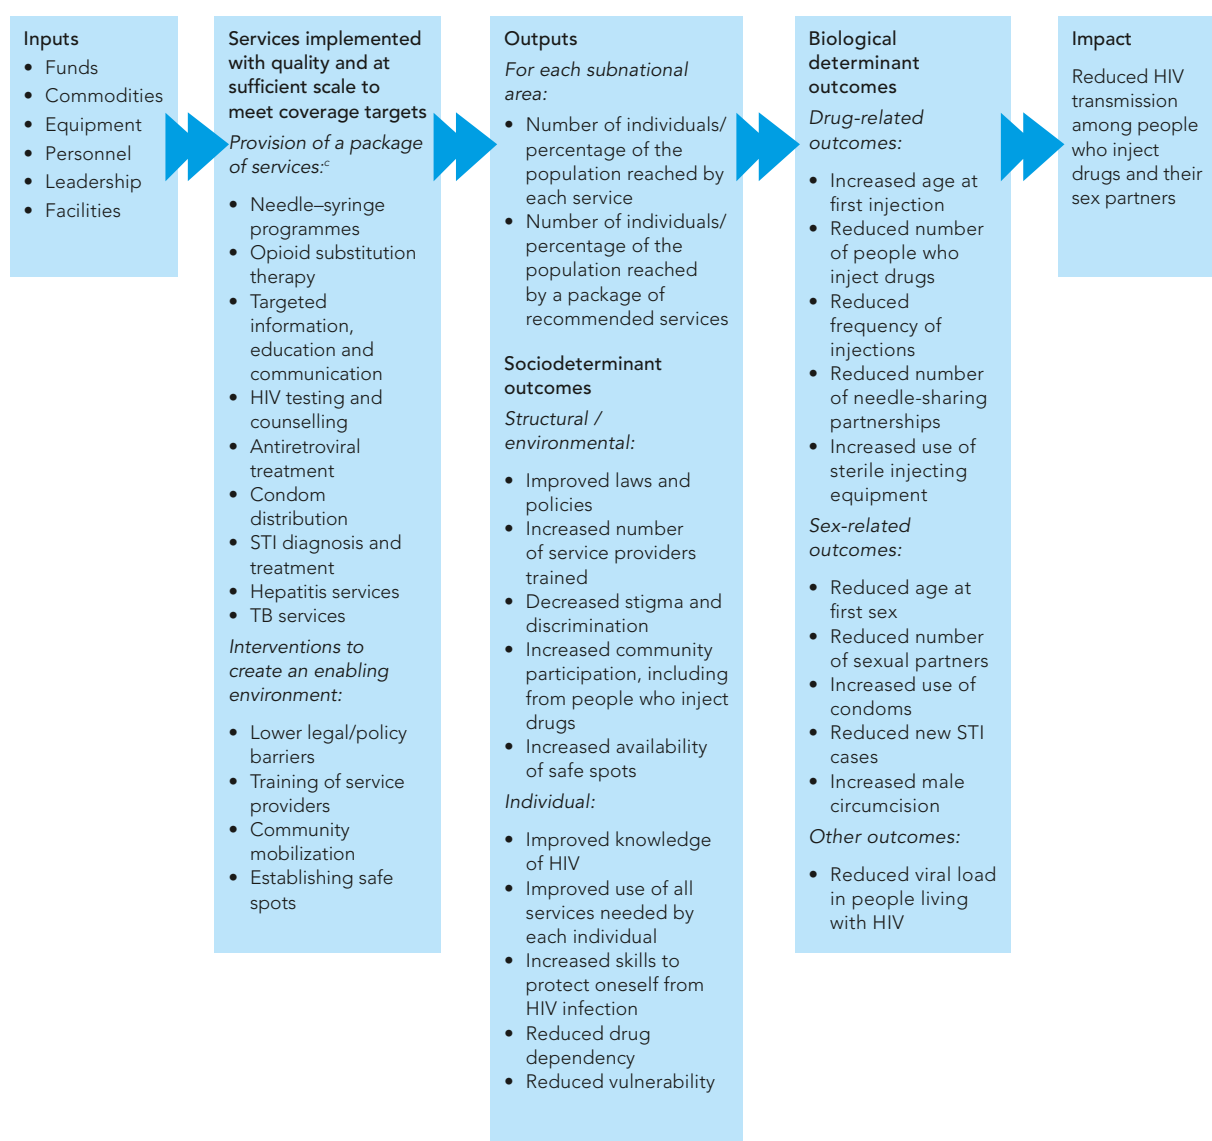 Inputs
• Funds
• Commodities
• Equipment
• Personnel
• Leadership
• Facilities
Services implemented
with quality and at
sufficient scale to
meet coverage targets
Provision of a package
of services:c
• Needle–syringe
programmes
• Opioid substitution
therapy
• Targeted
information,
education and
communication
• HIV testing and
counselling
• Antiretroviral
treatment
• Condom
distribution
• STI diagnosis and
treatment
• Hepatitis services
• TB services
Interventions to
create an enabling
environment:
• Lower legal/policy
barriers
• Training of service
providers
• Community
mobilization
• Establishing safe
spots
Outputs
For each subnational
area:
• Number of individuals/
percentage of the
population reached by
each service
• Number of individuals/
percentage of the
population reached
by a package of
recommended services
Sociodeterminant
outcomes
Structural /
environmental:
• Improved laws and
policies
• Increased number
of service providers
trained
• Decreased stigma and
discrimination
• Increased community
participation, including
from people who inject
drugs
• Increased availability
of safe spots
Individual:
• Improved knowledge
of HIV
• Improved use of all
services needed by
each individual
• Increased skills to
protect oneself from
HIV infection
• Reduced drug
dependency
• Reduced vulnerability
Biological
determinant
outcomes
Drug-related
outcomes:
• Increased age at
first injection
• Reduced number
of people who
inject drugs
• Reduced
frequency of
injections
• Reduced number
of needle-sharing
partnerships
• Increased use of
sterile injecting
equipment
Sex-related
outcomes:
• Reduced age at
first sex
• Reduced number
of sexual partners
• Increased use of
condoms
• Reduced new STI
cases
• Increased male
circumcision
Other outcomes:
• Reduced viral load
in people living
with HIV
Impact
Reduced HIV
transmission
among people
who inject
drugs and their
sex partners